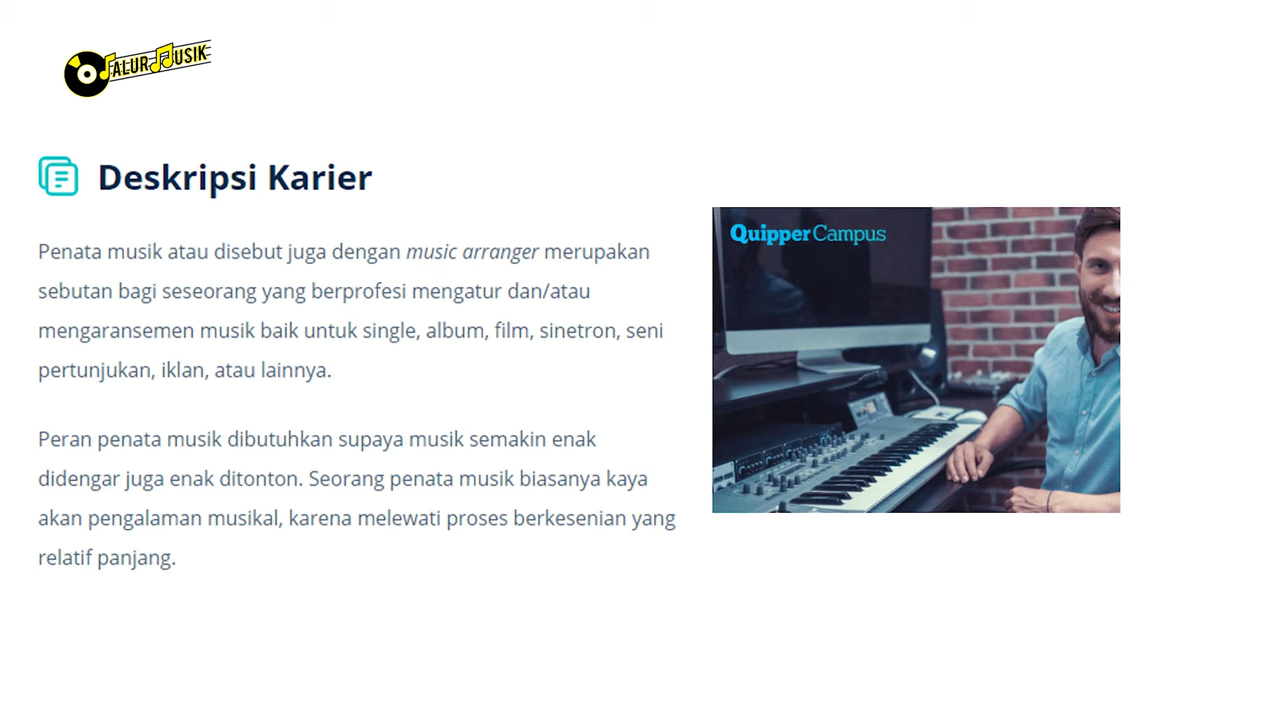 JALUR MUSIK
Deskripsi Karier
Penata musik atau disebut juga dengan music arranger merupakan
sebutan bagi seseorang yang berprofesi mengatur dan/atau
mengaransemen musik baik untuk single, album, film, sinetron, seni
pertunjukan, iklan, atau lainnya.
Quipper Campus
Peran penata musik dibutuhkan supaya musik semakin enak
didengar juga enak ditonton. Seorang penata musik biasanya kaya
akan pengalaman musikal, karena melewati proses berkesenian yang
relatif panjang.